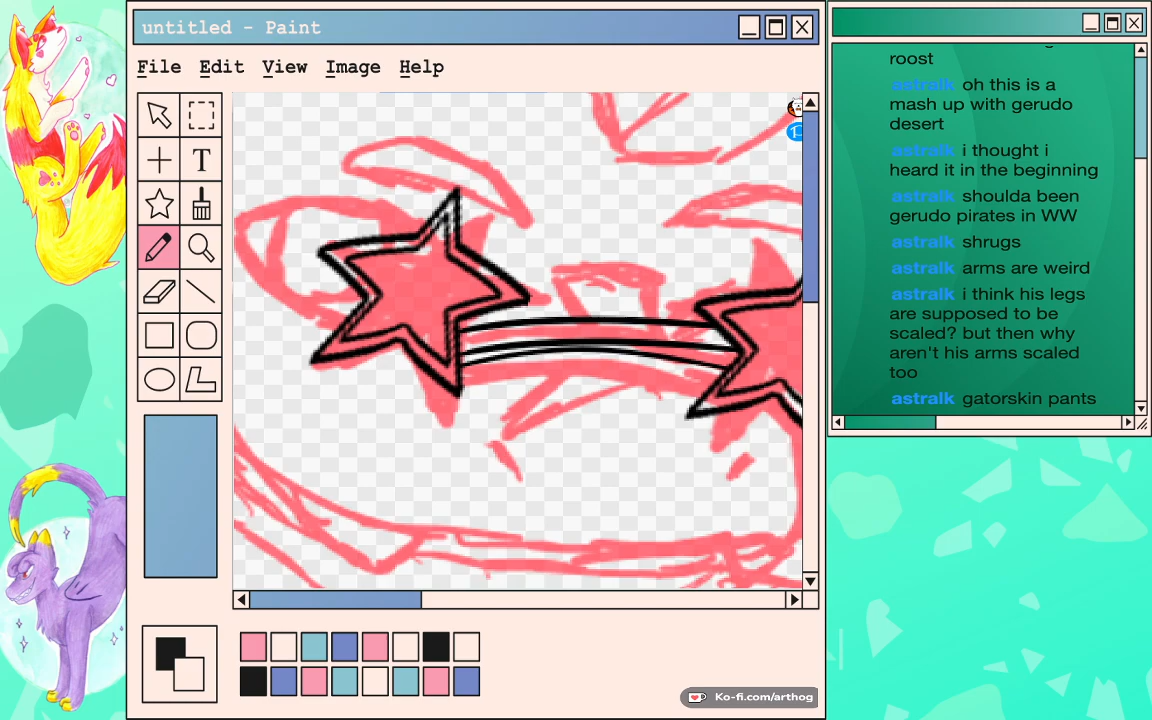 untitled - Paint
File Edit View Image Help
T
roost
astralk oh this is a
mash up with gerudo
desert
astralk i thought i
heard it in the beginning
astralk shoulda been
gerudo pirates in WW
astralk shrugs
astralk arms are weird
astralk i think his legs
are supposed to be
scaled? but then why
aren't his arms scaled
too
astralk gatorskin pants
Ko-fi.com/arthog